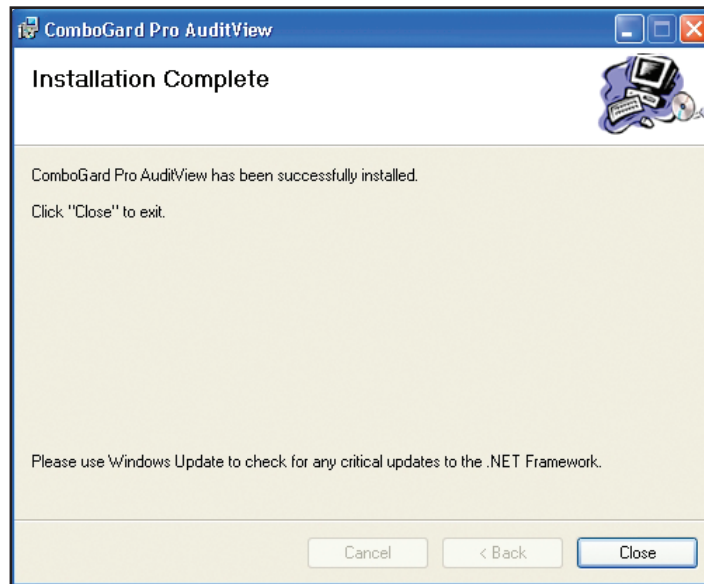 ComboGard Pro AuditView
Installation Complete
ComboGard Pro AuditView has been successfully installed.
Click "Close" to exit.
Please use Windows Update to check for any critical updates to the .NET Framework.
Cancel
< Back
Close